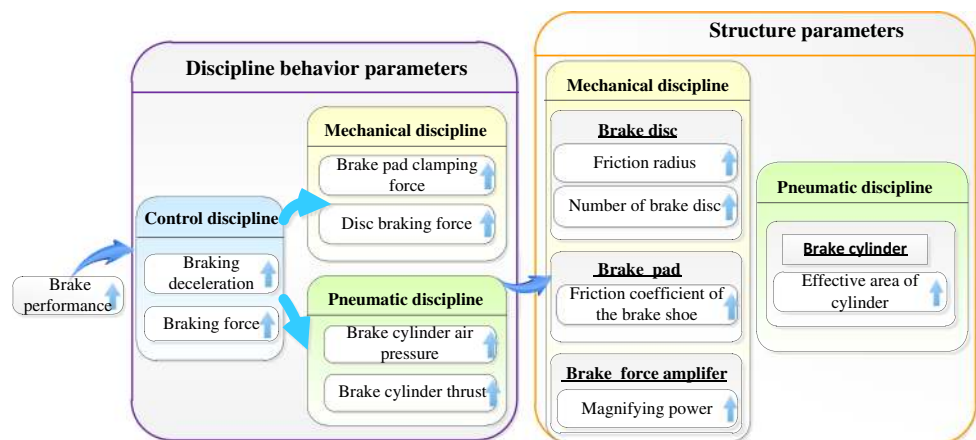 Brake
performance
Discipline behavior parameters
Control discipline
Braking
deceleration
Braking force
Mechanical discipline
Brake pad clamping
force
Disc braking force
Pneumatic discipline
Brake cylinder air
pressure
Brake cylinder thrust
Structure parameters
Mechanical discipline
Brake disc
Friction radius
Number of brake disc
Brake pad
Friction coefficient of
the brake shoe
Brake force amplifer
Magnifying power
Pneumatic discipline
Brake cylinder
Effective area of
cylinder